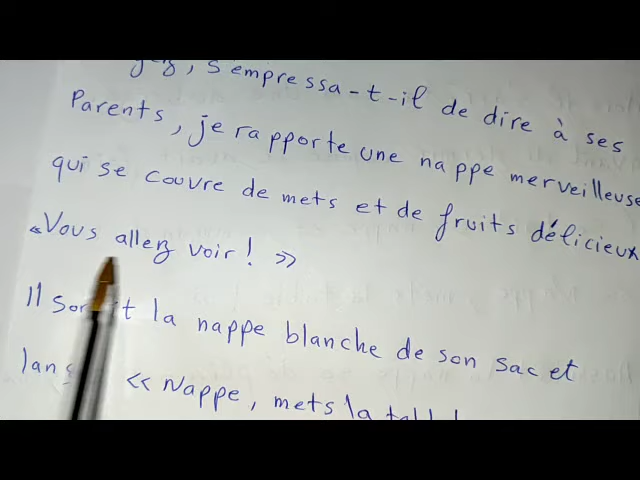 s'empressa-t-il de dire à ses
Parents, je rapporte une nappe merveilleuse
qui se couvre de mets et de fruits délicieux
«Vous allez voir! »
Il sortit la nappe blanche de son sac et
« Nappe, mets la